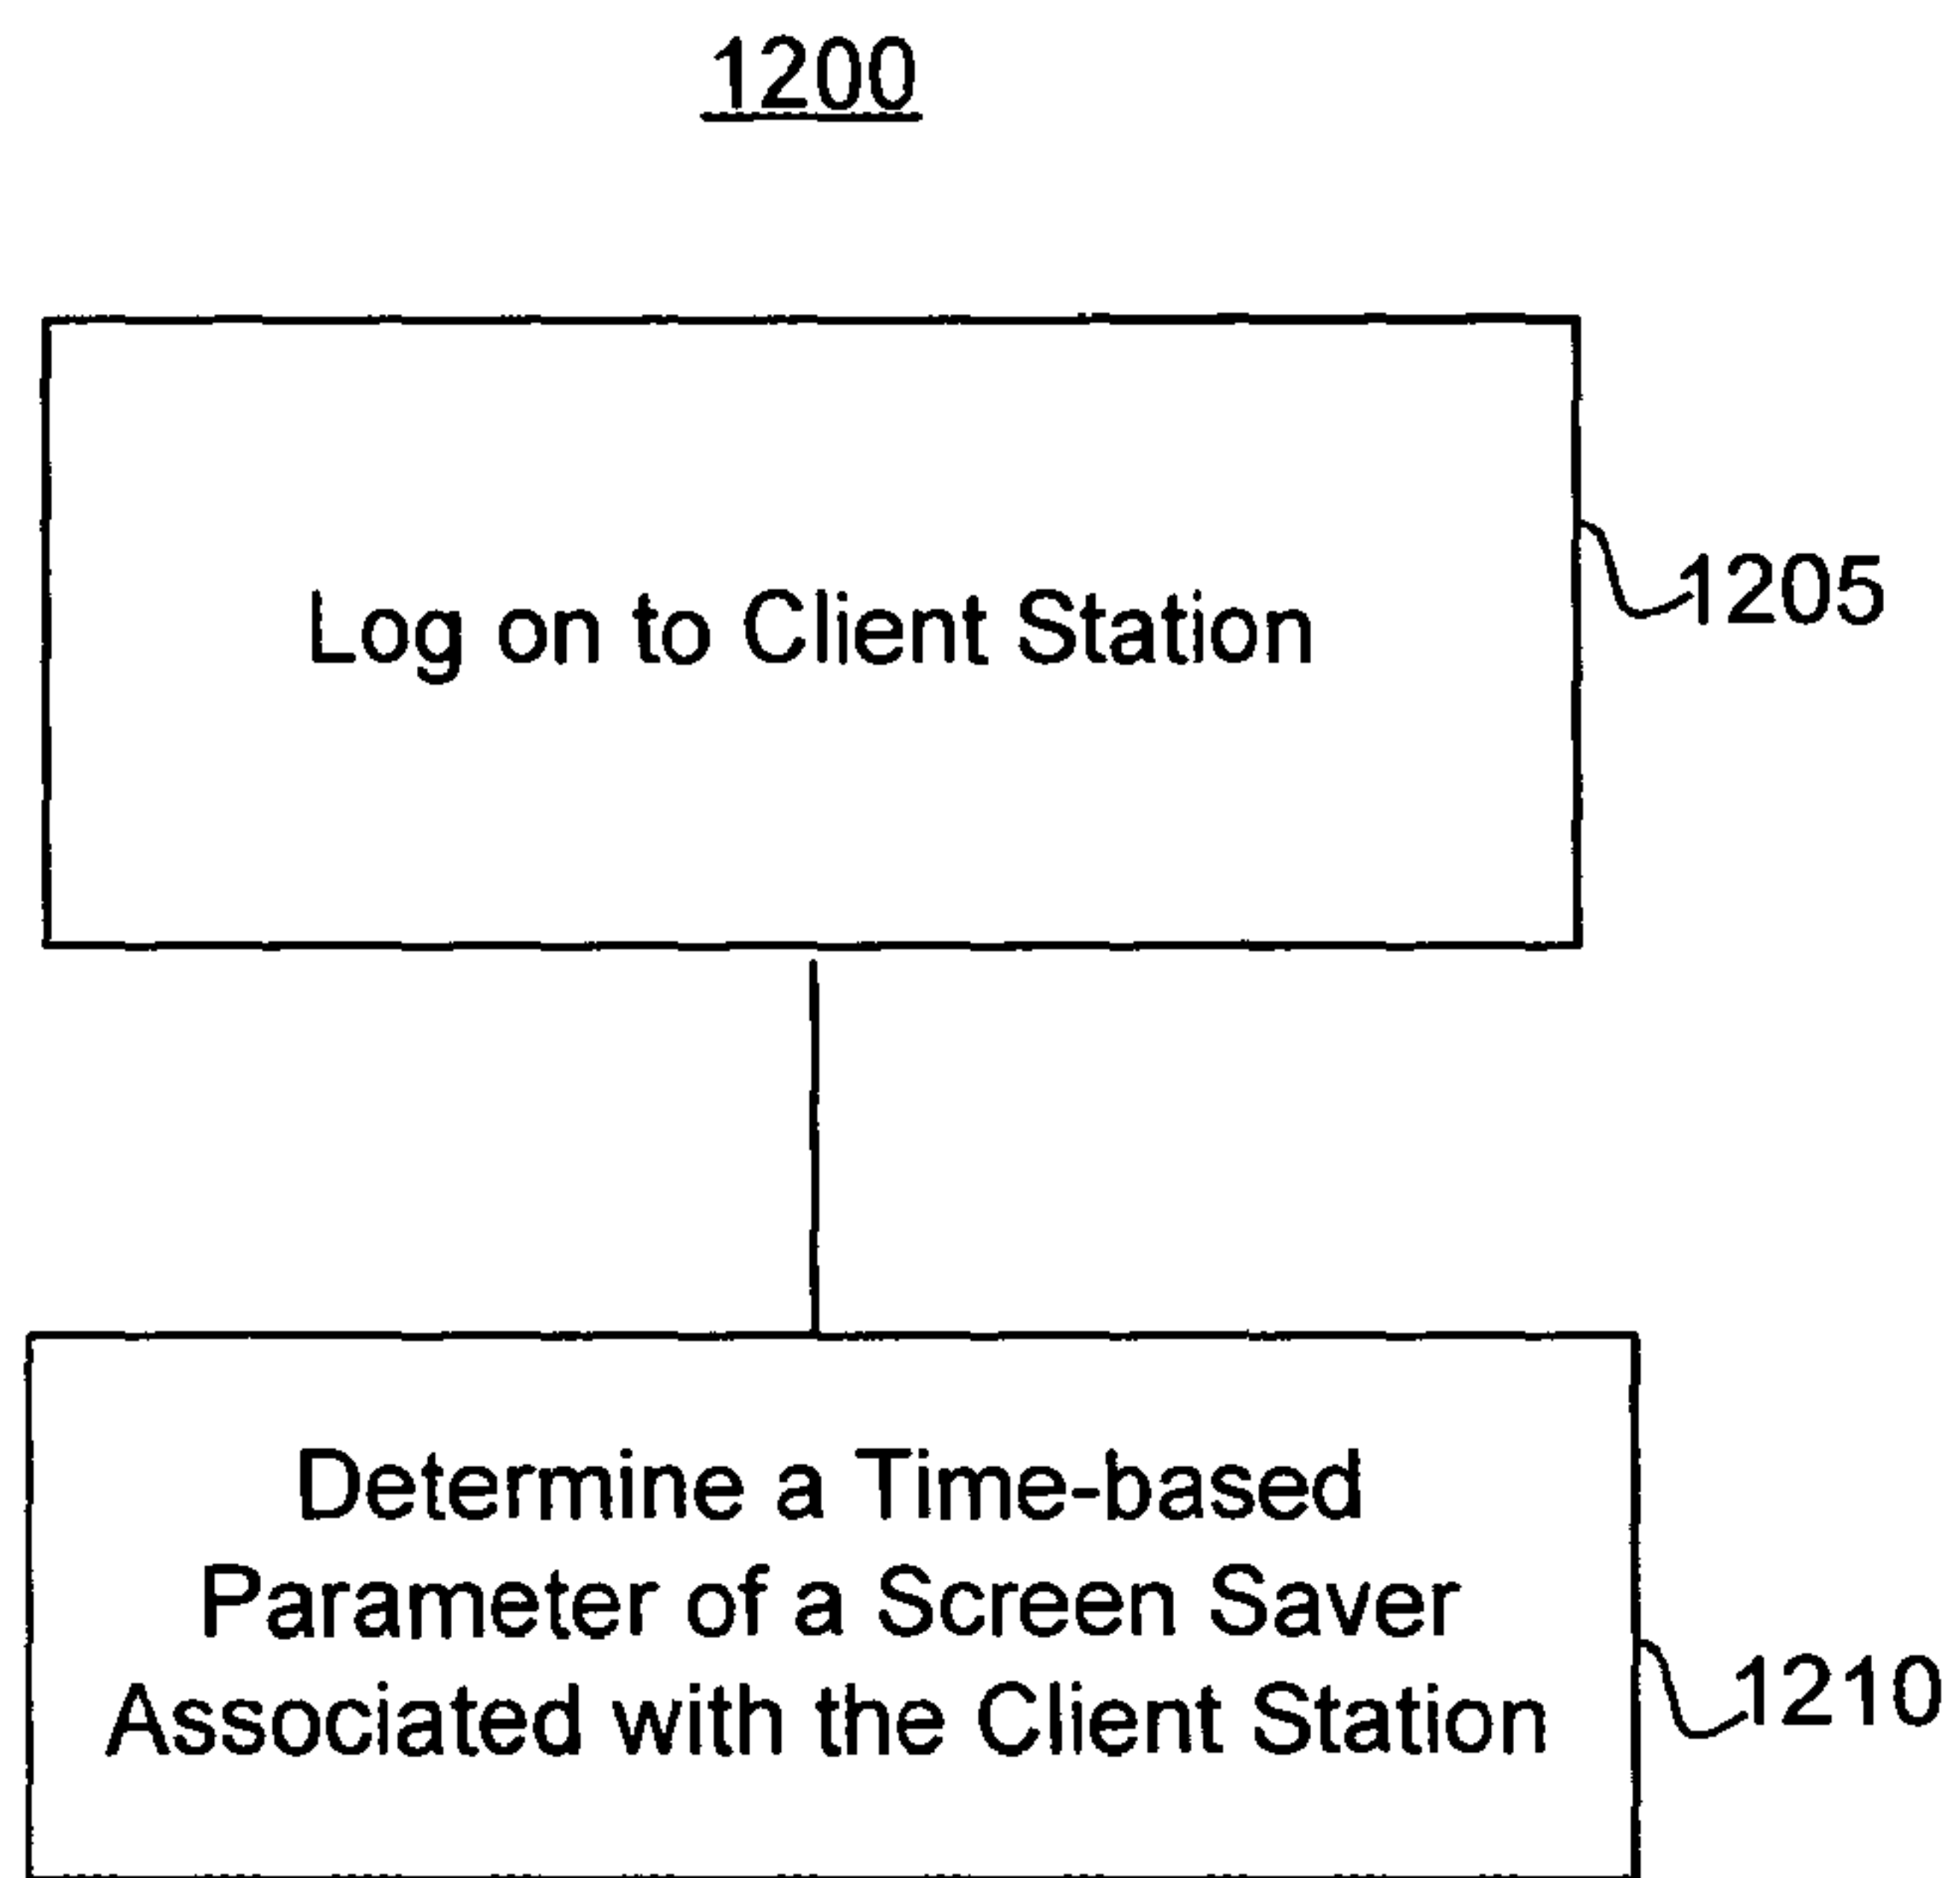 1200
Log on to Client Station
1205
Determine a Time-based
Parameter of a Screen Saver
Associated with the Client Station
1210